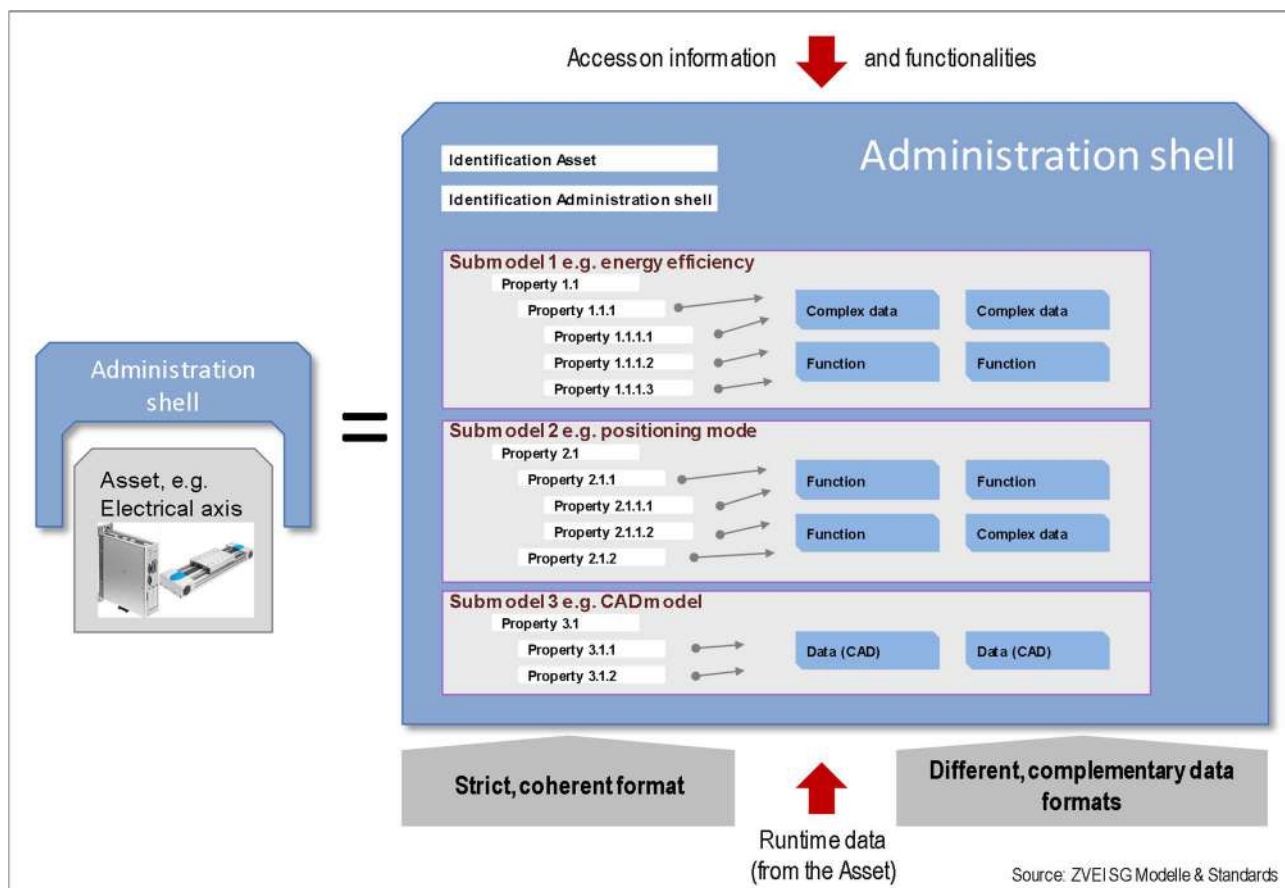 Access on information and functionalities
Administration shell
Identification Asset
Identification Administration shell
Submodel 1 e.g. energy efficiency
Property 1.1
Property 1.1.1
Property 1.1.1.1
Property 1.1.1.2
Property 1.1.1.3
Complex data
Complex data
Function
Function
Administration
shell
Asset, e.g.
Electrical axis
=
Submodel 2 e.g. positioning mode
Property 2.1
Property 2.1.1
Property 2.1.1.1
Property 2.1.1.2
Property 2.1.2
Function
Function
Function
Complex data
Submodel 3 e.g. CAD model
Property 3.1
Property 3.1.1
Property 3.1.2
Data (CAD)
Data (CAD)
Strict, coherent format
Different, complementary data
formats
Runtime data
(from the Asset)
Source: ZVEI SG Modelle & Standards